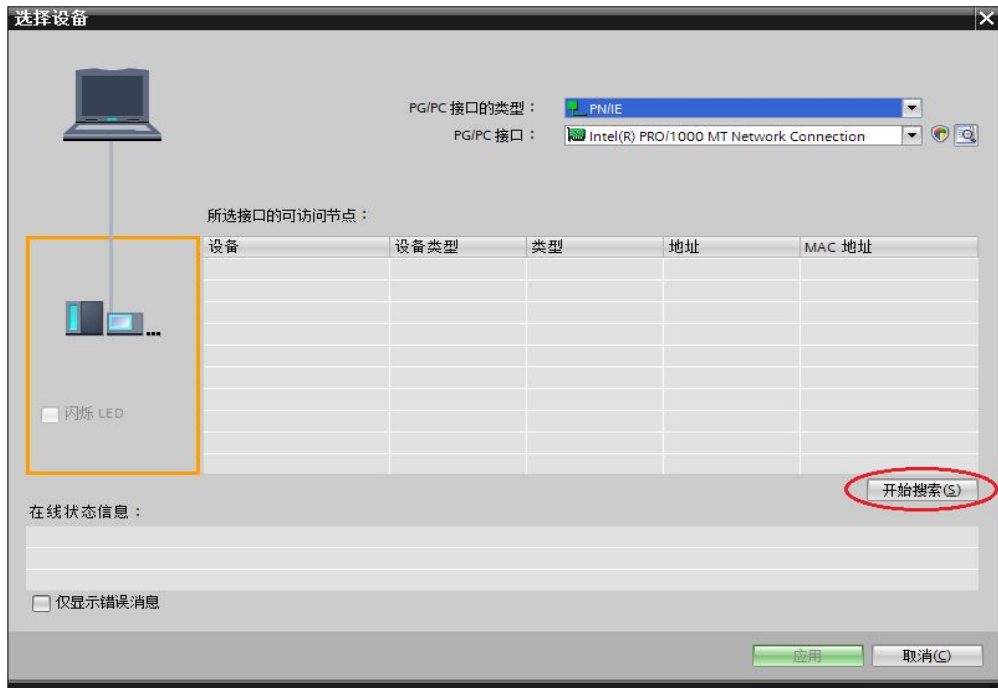 选择设备
PG/PC 接口的类型： PN/IE
PG/PC 接口： Intel(R) PRO/1000 MT Network Connection
所选接口的可访问节点：
设备 设备类型 类型 地址 MAC 地址
闪烁 LED
开始搜索(S)
在线状态信息：
仅显示错误消息
应用 取消(C)